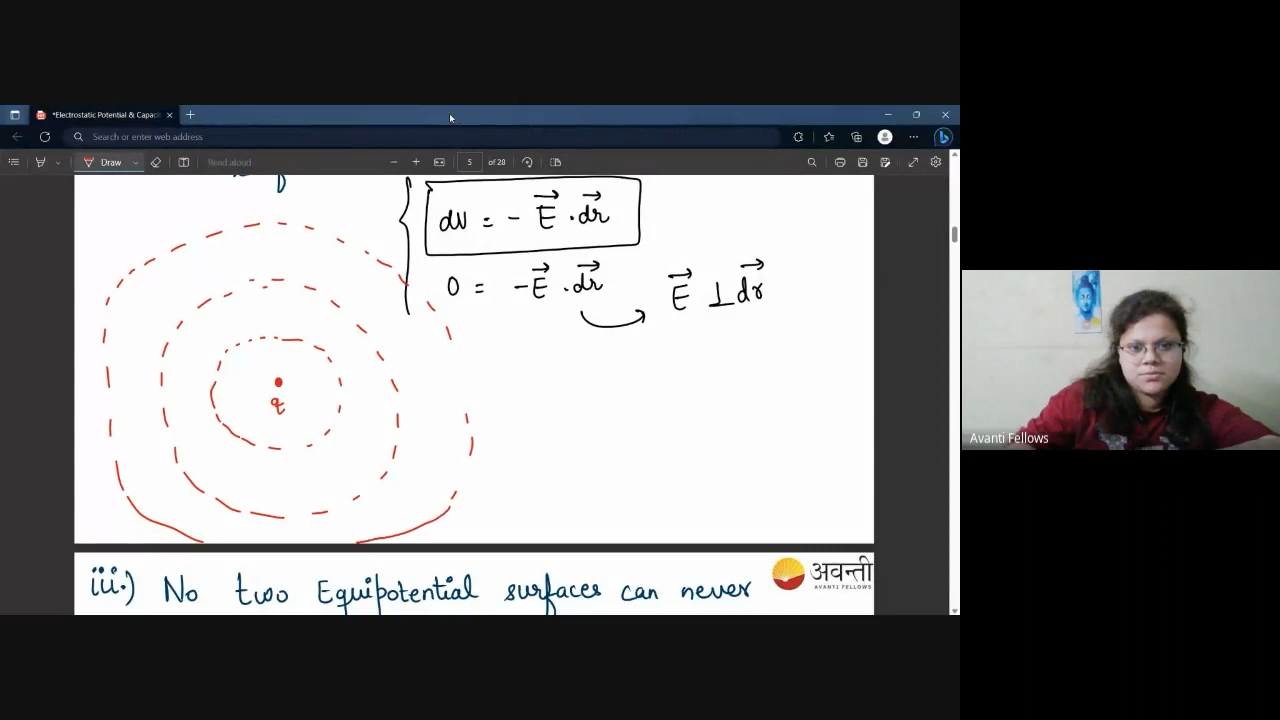 *Electrostatic Potential & Capaci
Search or enter web address
Draw
Read aloud
5 of 28
dV = - E⃗ . dr⃗
0 = - E⃗ . dr⃗
E⃗ ⊥ dr⃗
q
Avanti Fellows
iii.) No two Equipotential surfaces can never
अवन्ती
AVANTI FELLOWS